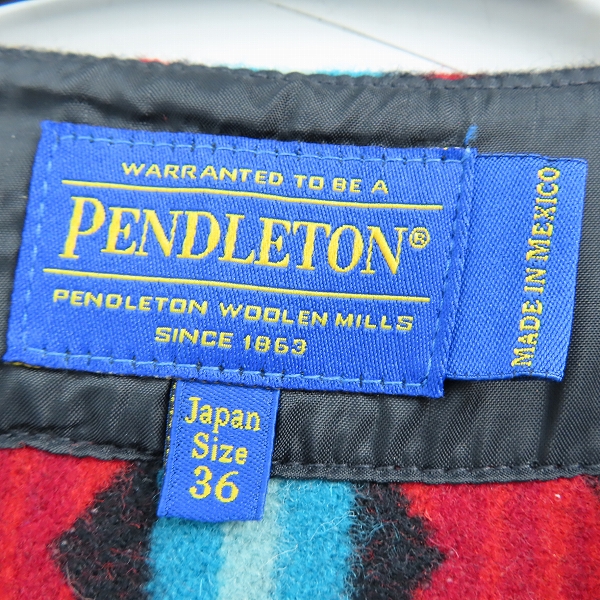 WARRANTED TO BE A
PENDLETON®
PENDLETON WOOLEN MILLS
SINCE 1863
MADE IN MEXICO
Japan
Size
36